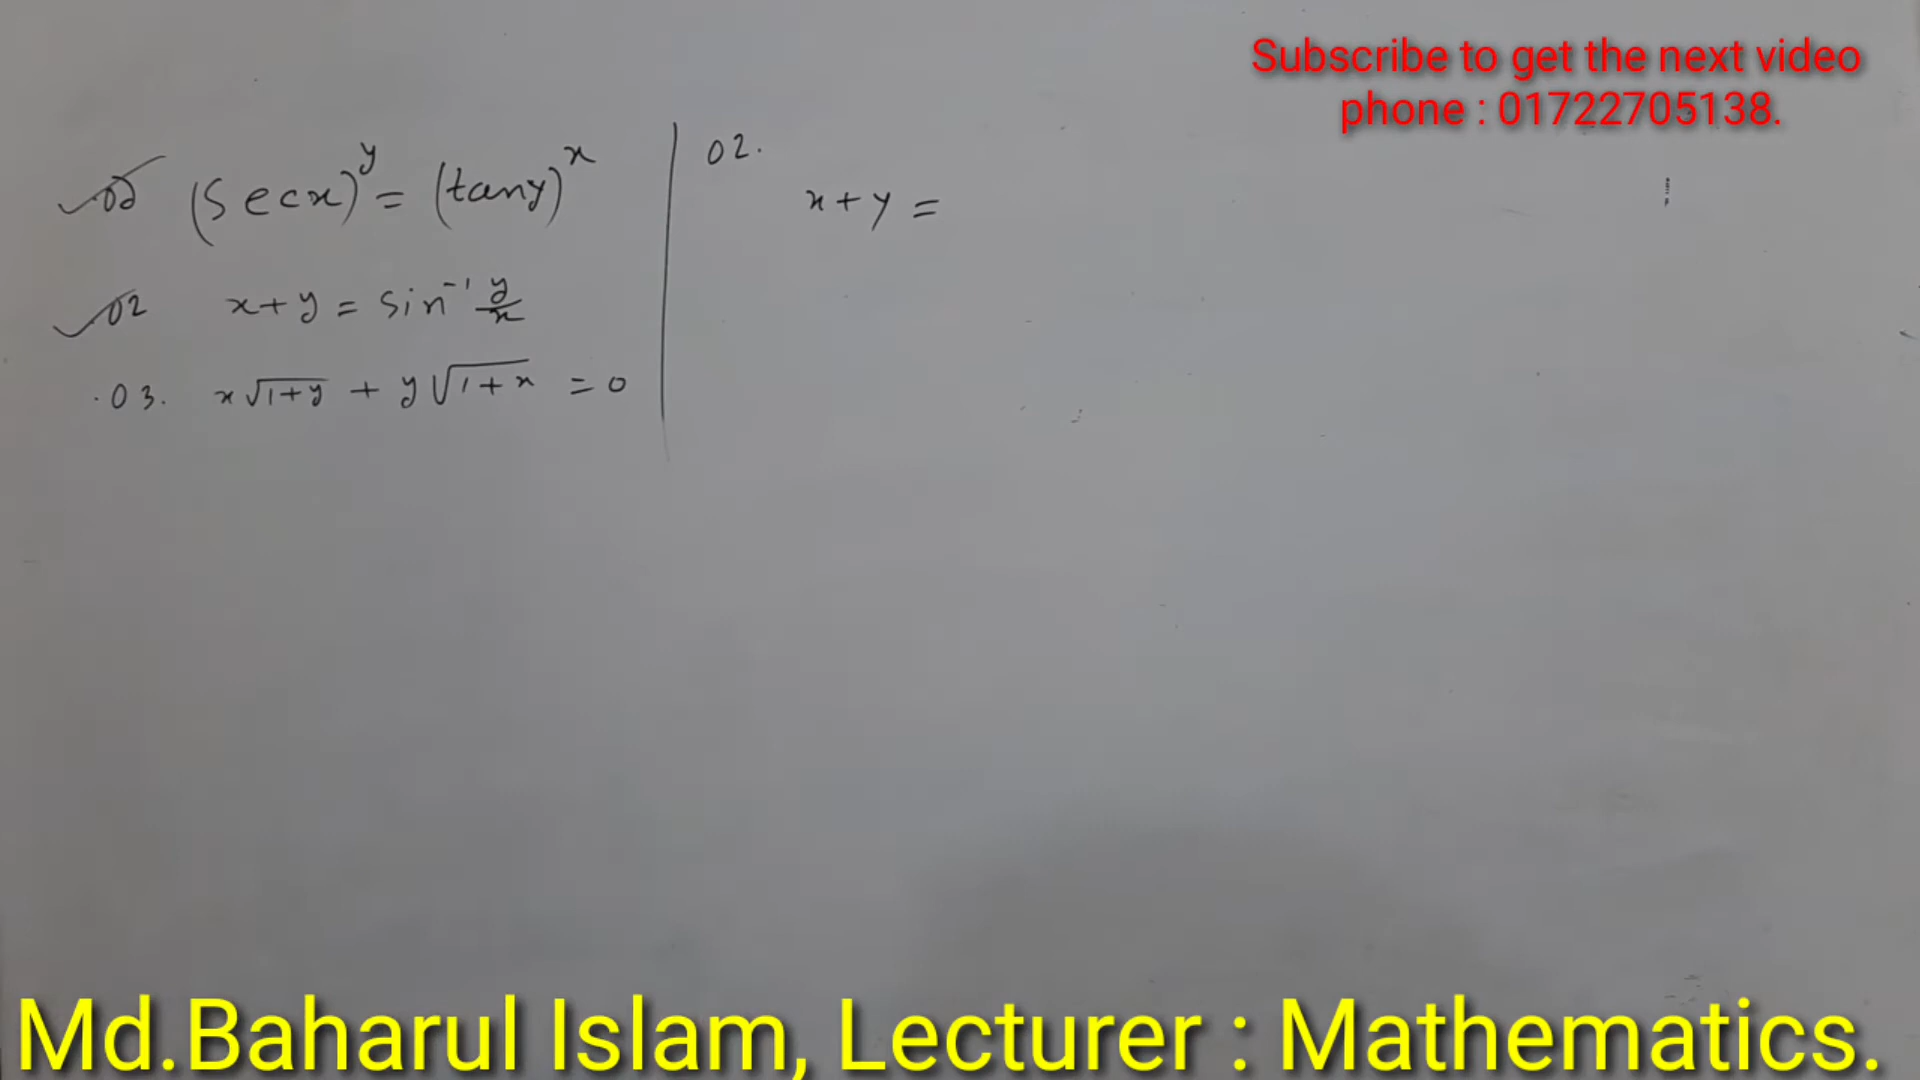 Subscribe to get the next video
phone : 01722705138.
(secx)^y = (tany)^x
02 x+y = sin⁻¹ y/x
03. x√1+y + y√1+x = 0
02.
x+y =
Md.Baharul Islam, Lecturer : Mathematics.